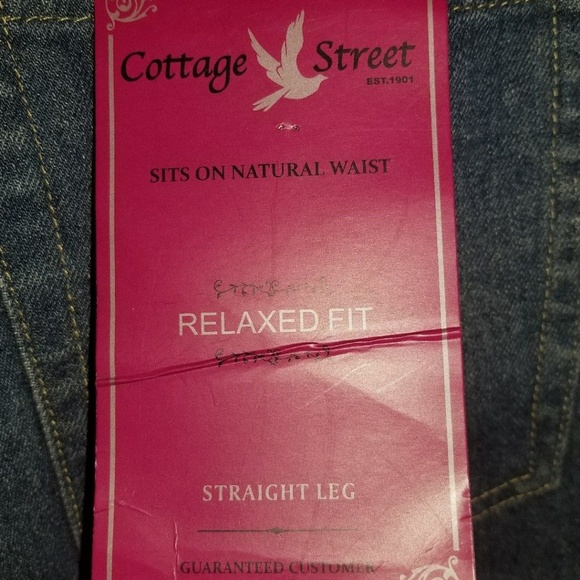 Cottage Street
EST.1901
SITS ON NATURAL WAIST
RELAXED FIT
STRAIGHT LEG
GUARANTEED CUSTOMER